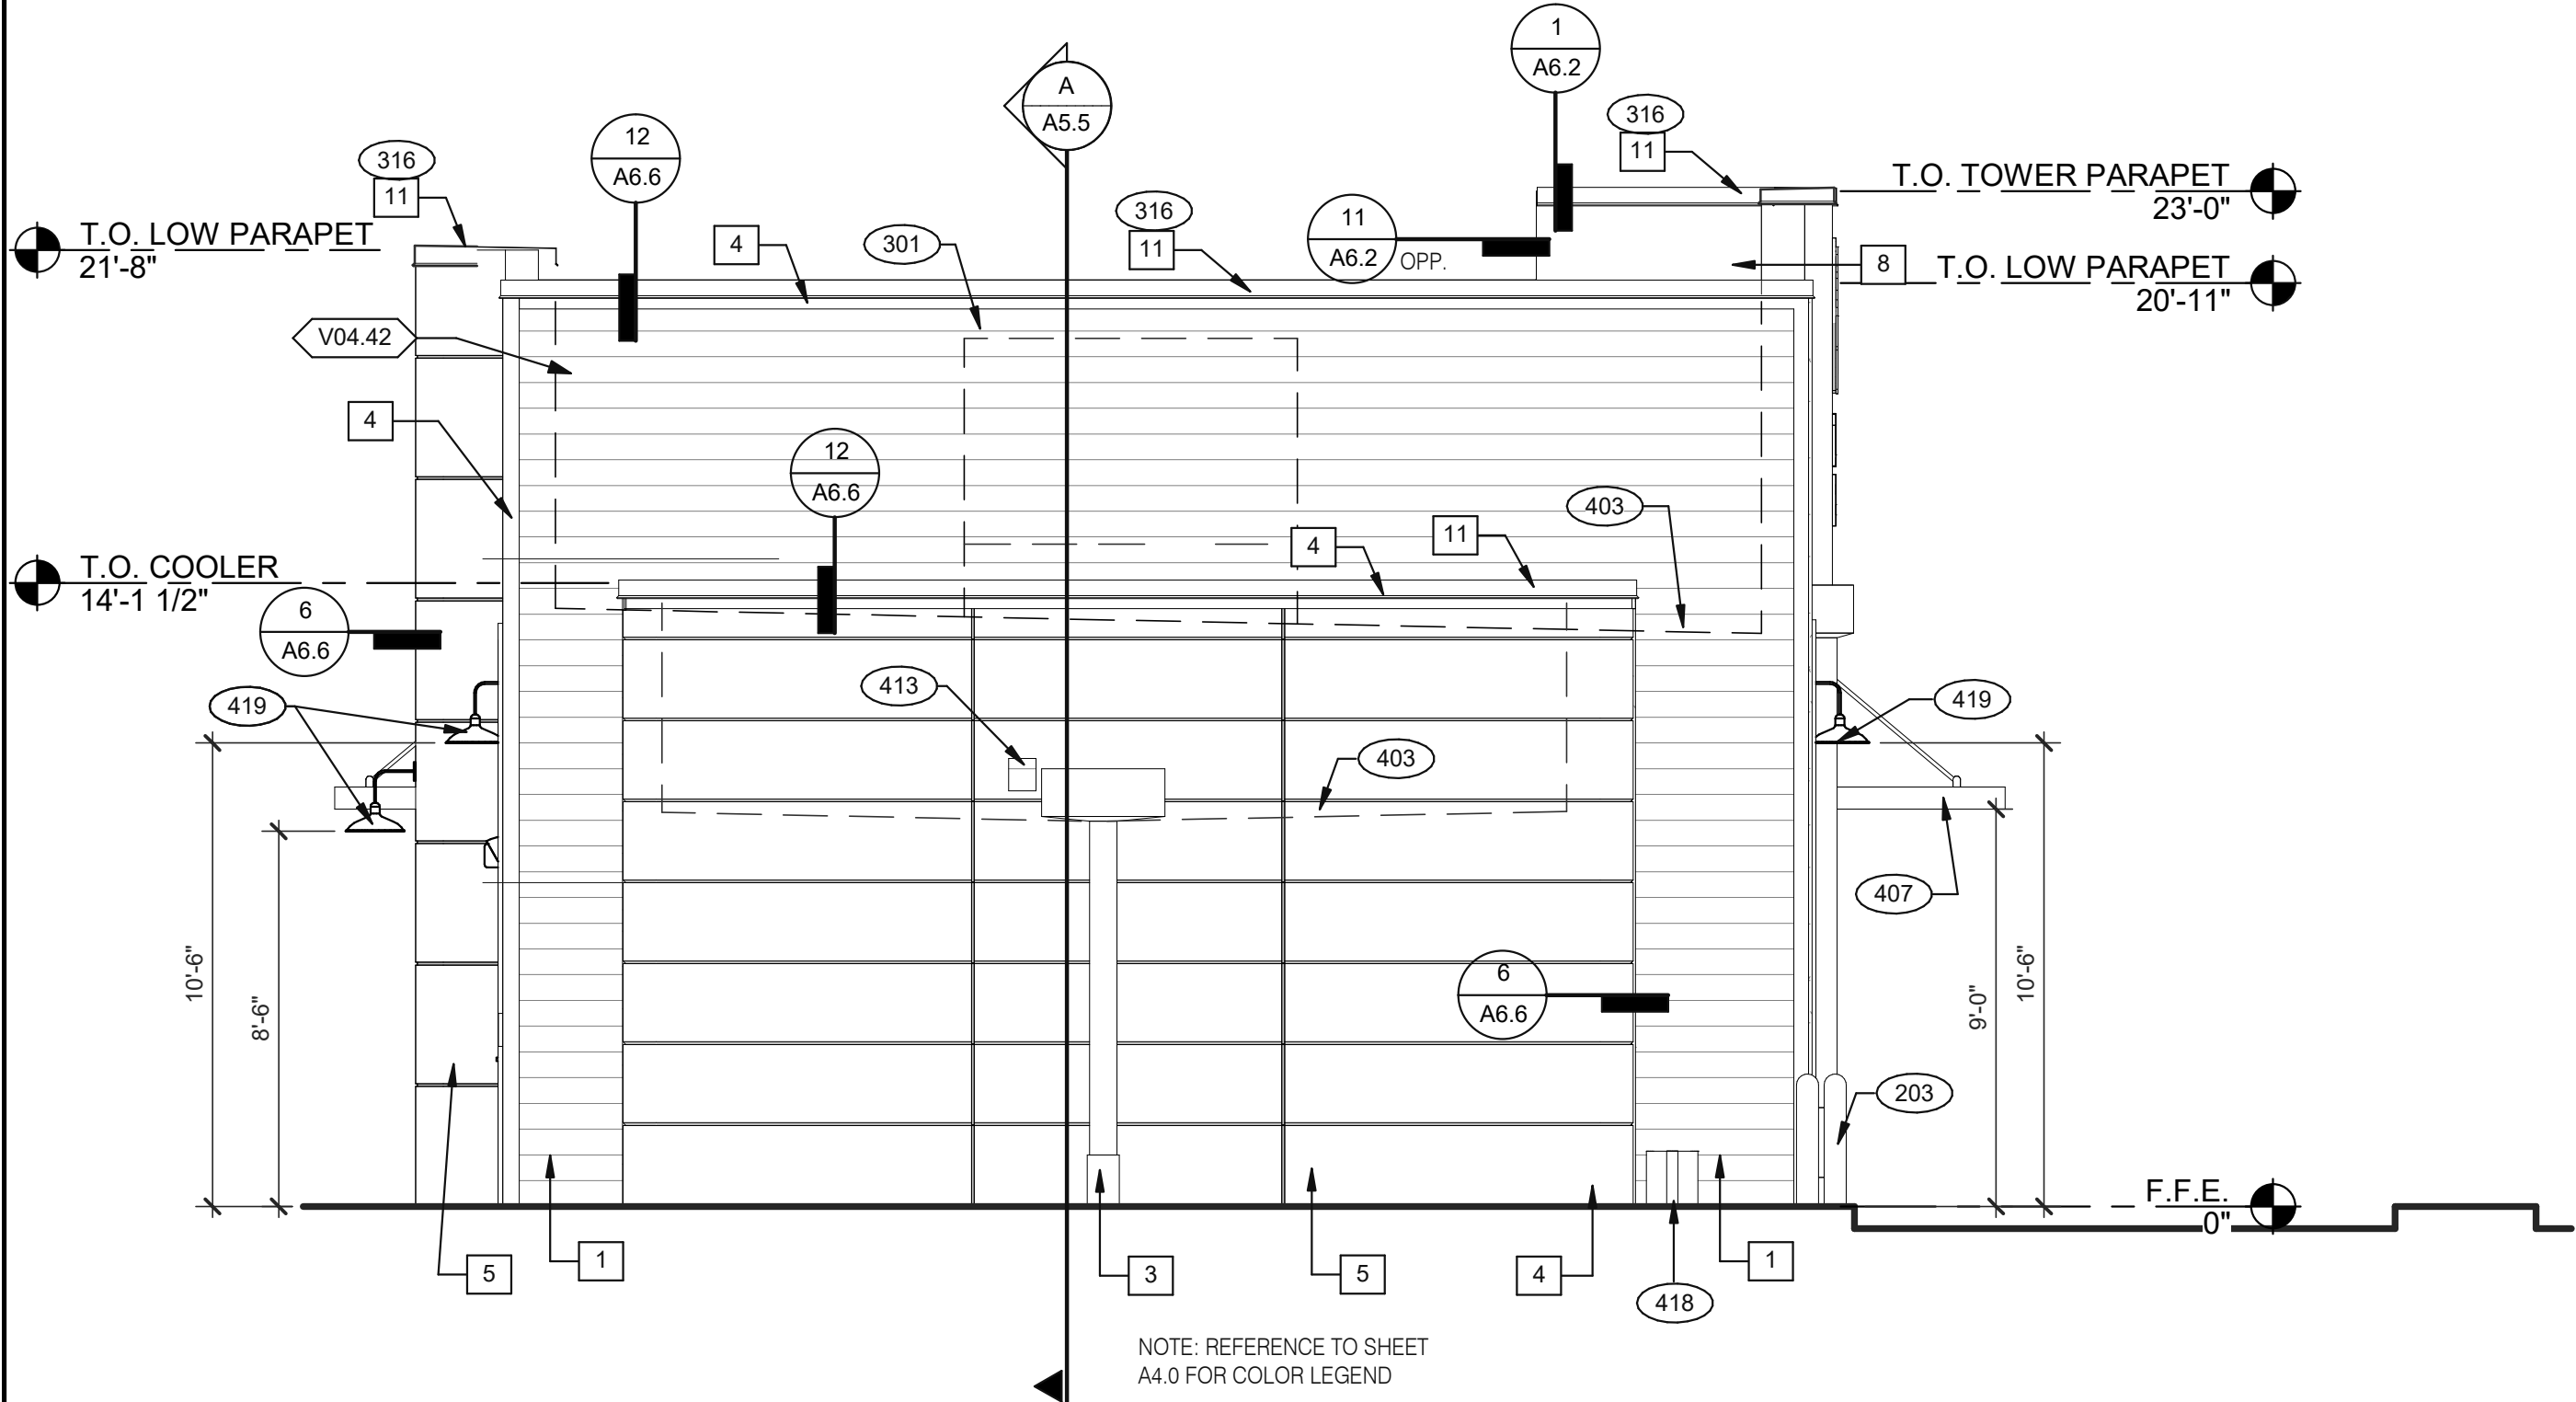 1
A6.2
A
A5.5
316
11
12
A6.6
316
11
T.O. TOWER PARAPET
23'-0"
T.O. LOW PARAPET
21'-8"
4
301
316
11
11
A6.2
OPP.
8
T.O. LOW PARAPET
20'-11"
V04.42
4
12
A6.6
403
4
11
T.O. COOLER
14'-1 1/2"
6
A6.6
413
419
419
403
407
10'-6"
8'-6"
6
A6.6
9'-0"
10'-6"
203
F.F.E.
0"
5
1
3
5
4
1
418
NOTE: REFERENCE TO SHEET
A4.0 FOR COLOR LEGEND